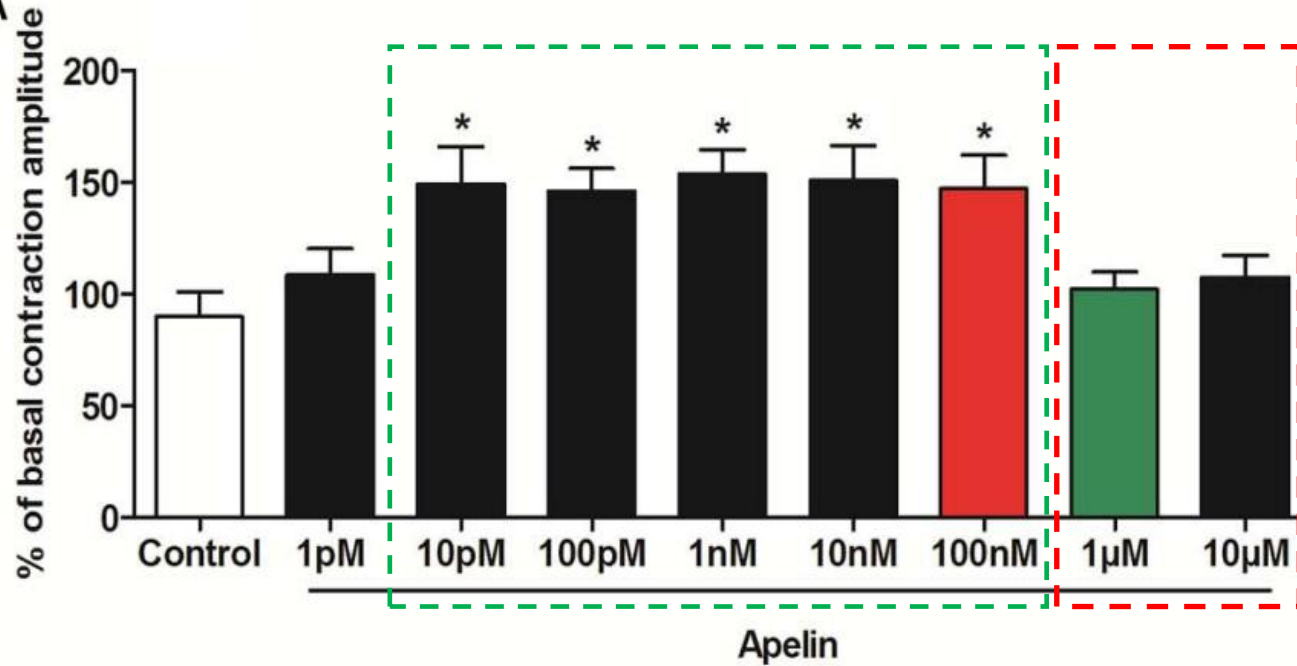 A
% of basal contraction amplitude
200
150
100
50
0
* * * * *
Control 1pM 10pM 100pM 1nM 10nM 100nM 1µM 10µM
Apelin